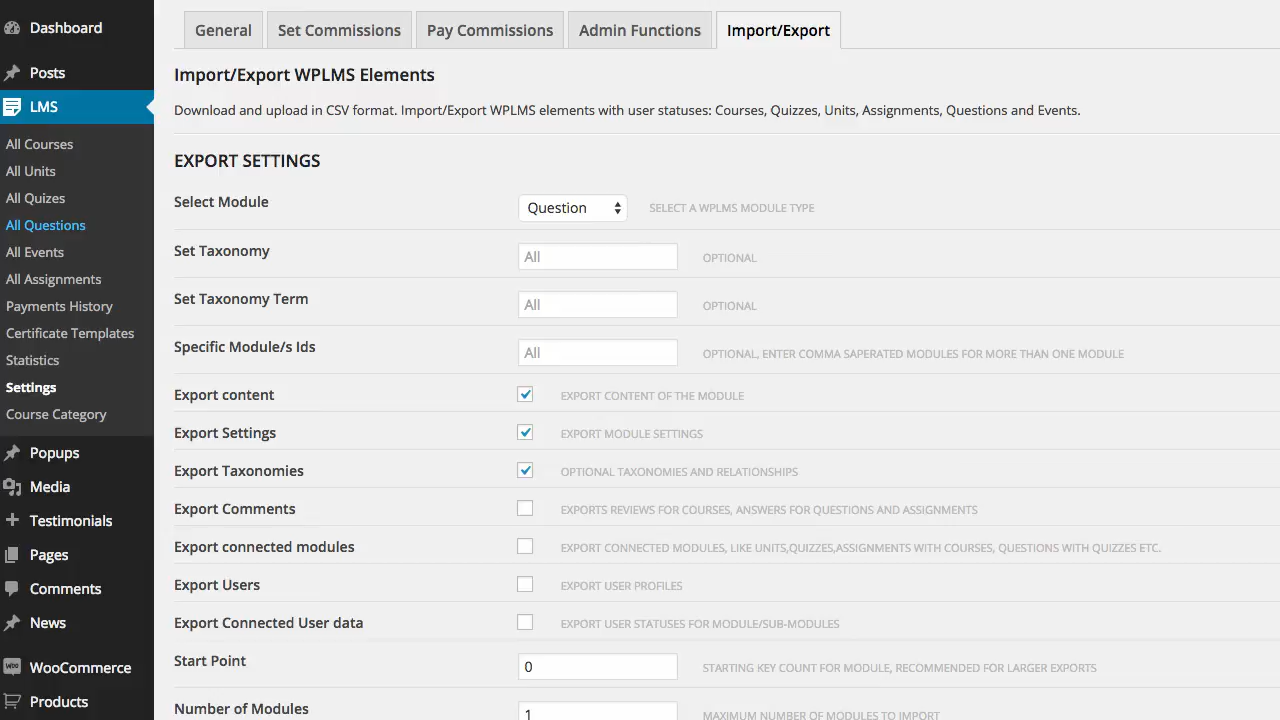 Dashboard
Posts
LMS
All Courses
All Units
All Quizes
All Questions
All Events
All Assignments
Payments History
Certificate Templates
Statistics
Settings
Course Category
Popups
Media
Testimonials
Pages
Comments
News
WOO WooCommerce
Products
General Set Commissions Pay Commissions Admin Functions Import/Export
Import/Export WPLMS Elements
Download and upload in CSV format. Import/Export WPLMS elements with user statuses: Courses, Quizzes, Units, Assignments, Questions and Events.
EXPORT SETTINGS
Select Module Question SELECT A WPLMS MODULE TYPE
Set Taxonomy All OPTIONAL
Set Taxonomy Term All OPTIONAL
Specific Module/s Ids All OPTIONAL, ENTER COMMA SAPERATED MODULES FOR MORE THAN ONE MODULE
Export content EXPORT CONTENT OF THE MODULE
Export Settings EXPORT MODULE SETTINGS
Export Taxonomies OPTIONAL TAXONOMIES AND RELATIONSHIPS
Export Comments EXPORTS REVIEWS FOR COURSES, ANSWERS FOR QUESTIONS AND ASSIGNMENTS
Export connected modules EXPORT CONNECTED MODULES, LIKE UNITS,QUIZZES,ASSIGNMENTS WITH COURSES, QUESTIONS WITH QUIZZES ETC.
Export Users EXPORT USER PROFILES
Export Connected User data EXPORT USER STATUSES FOR MODULE/SUB-MODULES
Start Point 0 STARTING KEY COUNT FOR MODULE, RECOMMENDED FOR LARGER EXPORTS
Number of Modules 1 MAXIMUM NUMBER OF MODULES TO IMPORT